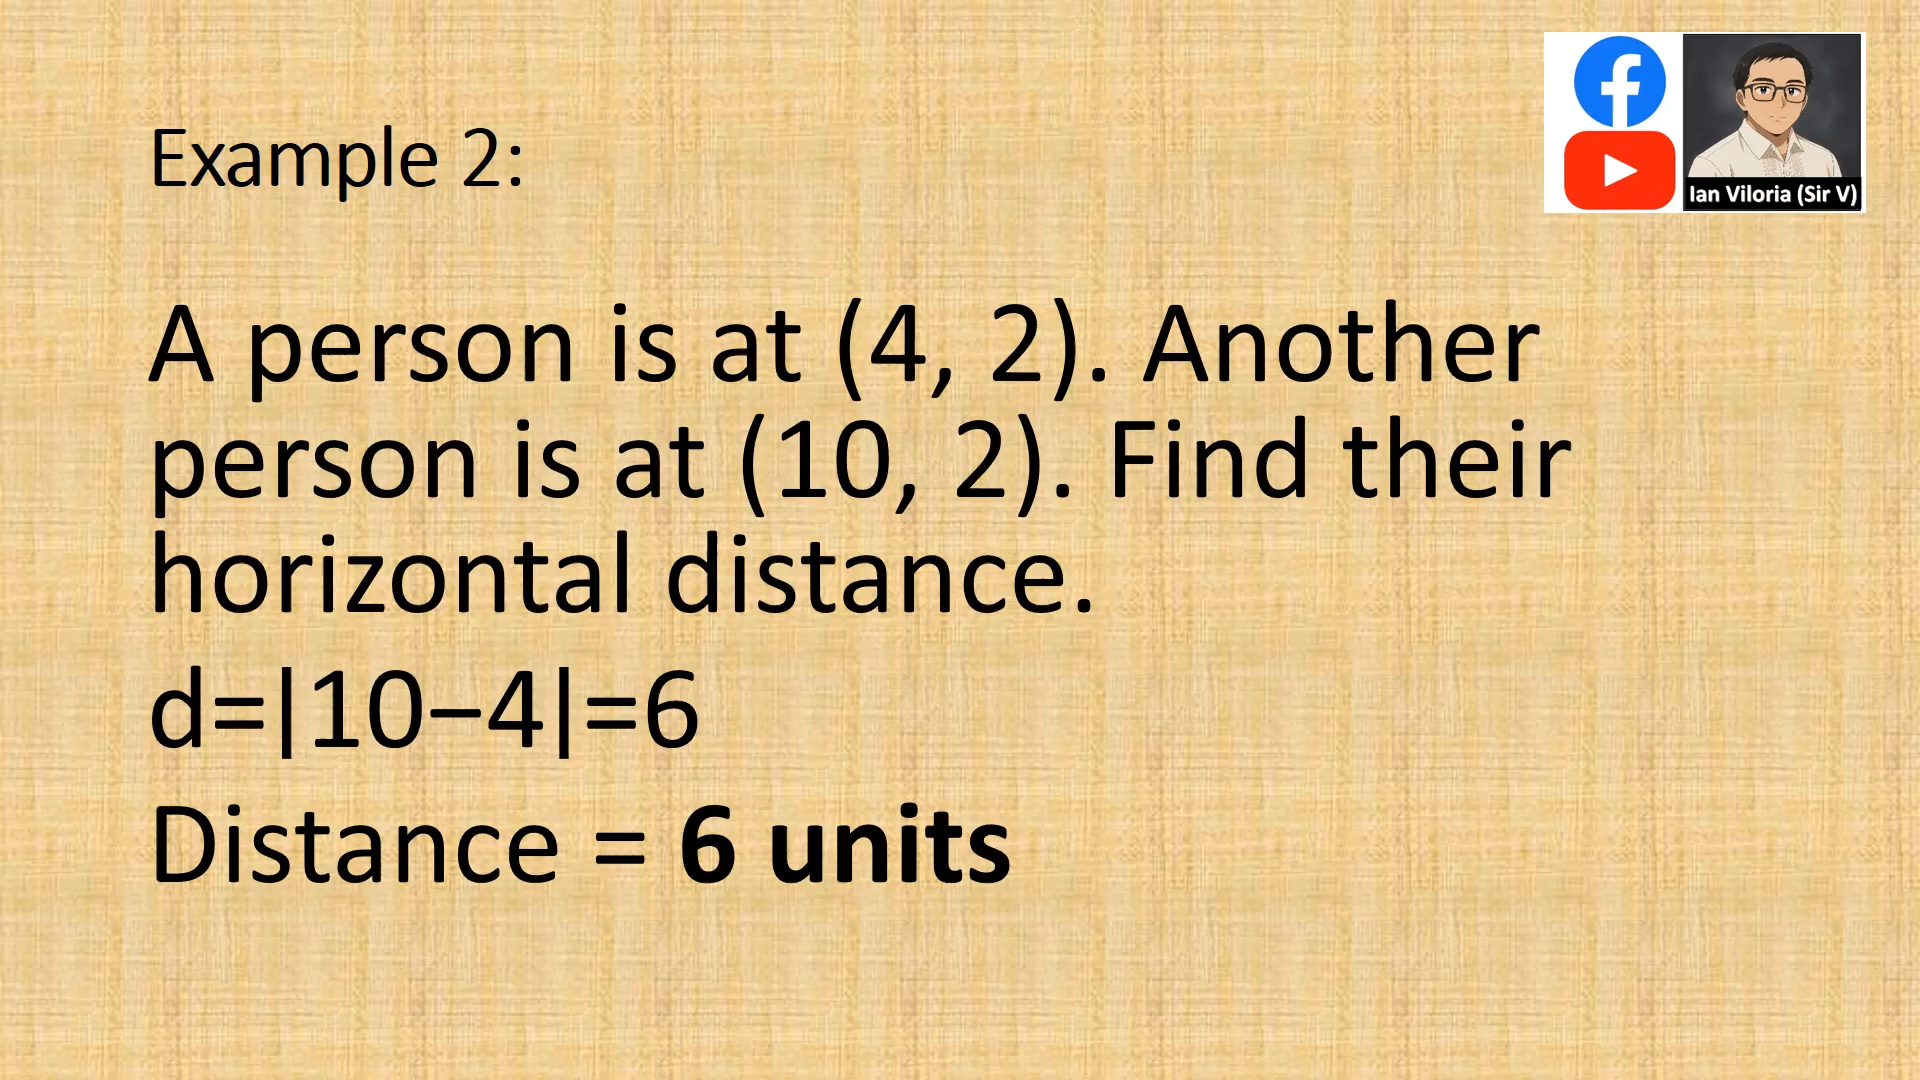 Example 2:
Ian Viloria (Sir V)
A person is at (4, 2). Another
person is at (10, 2). Find their
horizontal distance.
d=|10−4|=6
Distance = 6 units